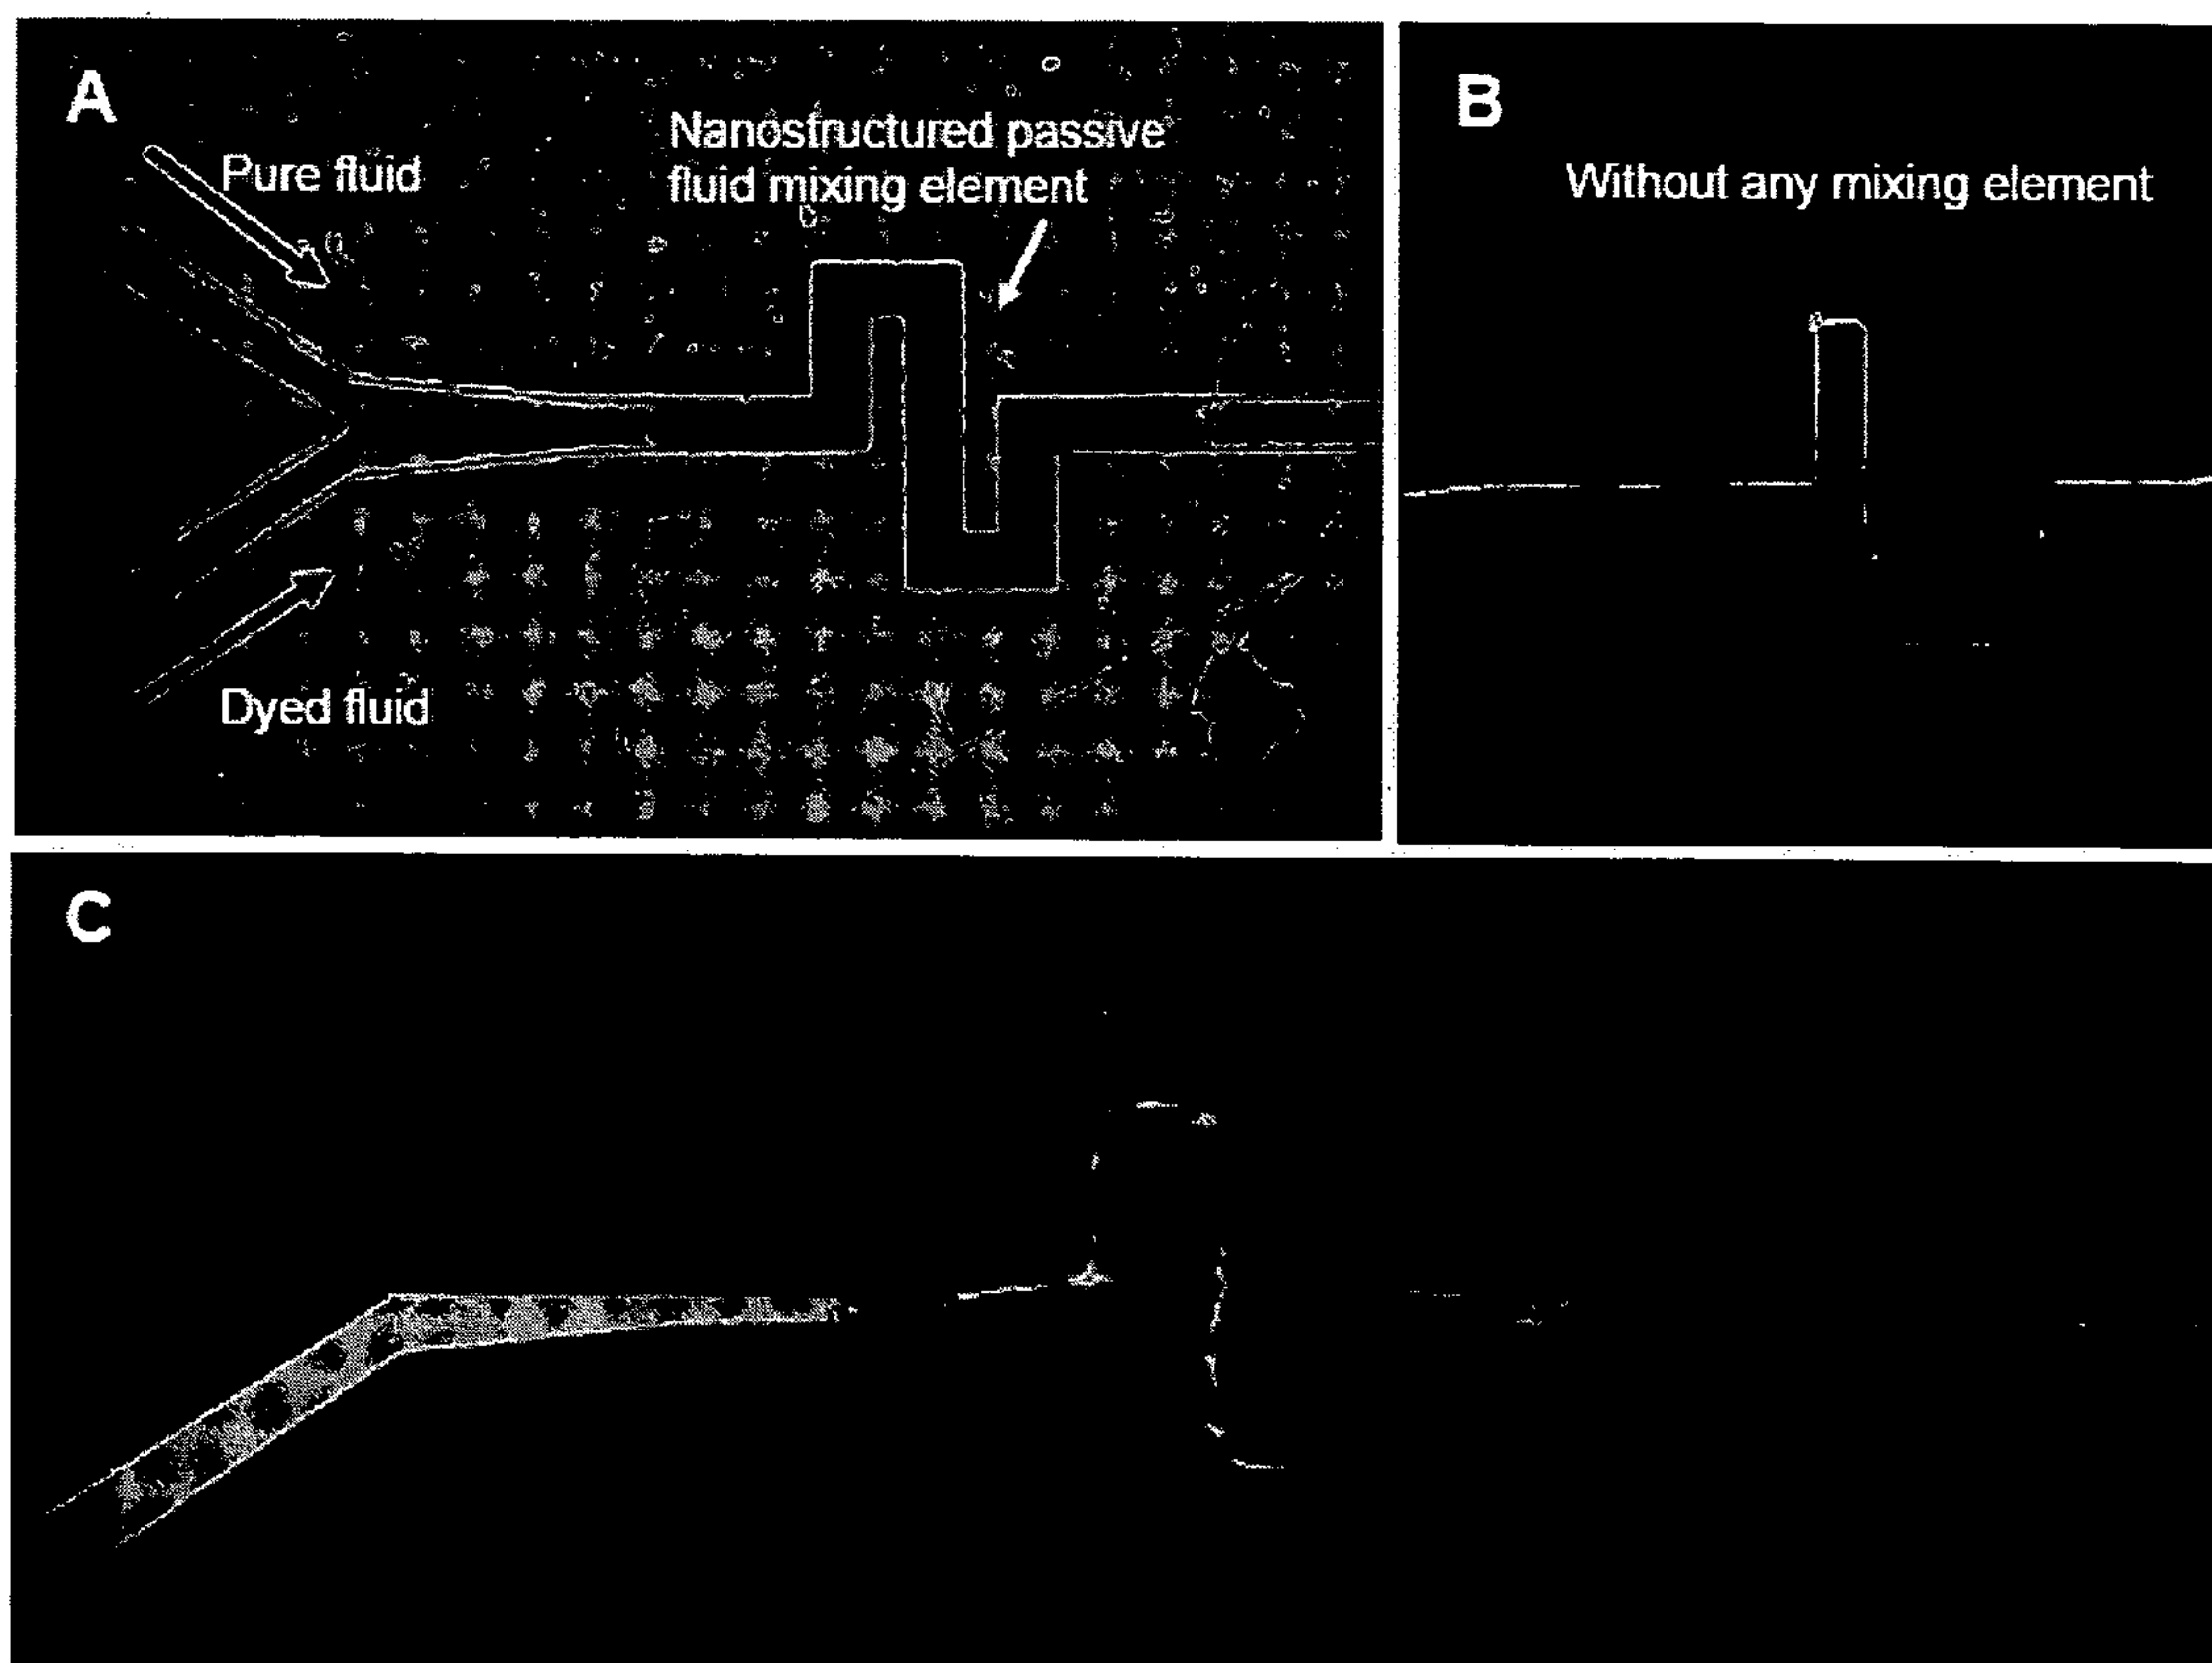 A
Pure fluid
Nanostructured passive
fluid mixing element
Dyed fluid
B
Without any mixing element
C